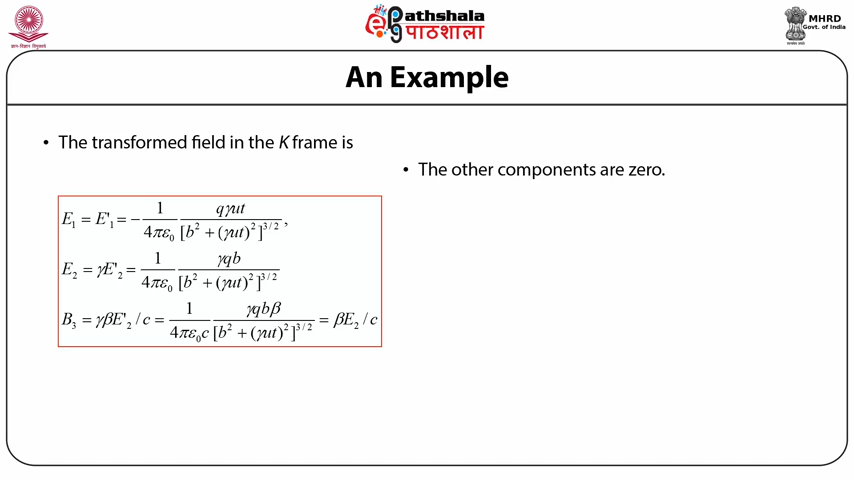 ePathshala
पाठशाला
MHRD
Govt. of India
An Example
• The transformed field in the K frame is
• The other components are zero.
E₁ = E'₁ = − 1/(4πε₀) qγut/[b² + (γut)²]^{3/2},
E₂ = γE'₂ = 1/(4πε₀) γqb/[b² + (γut)²]^{3/2}
B₃ = γβE'₂ / c = 1/(4πε₀c) γqbβ/[b² + (γut)²]^{3/2} = βE₂ / c